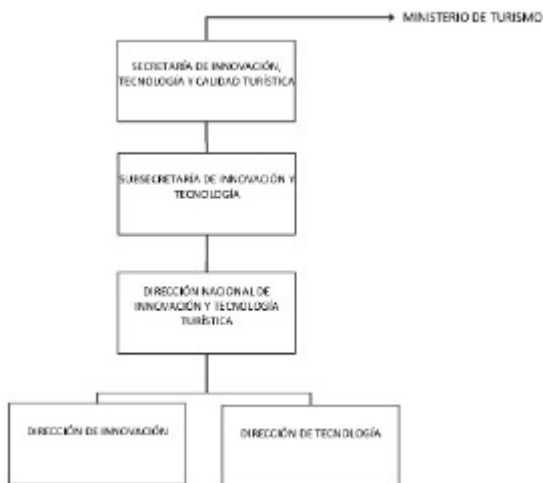 MINISTERIO DE TURISMO
SECRETARÍA DE INNOVACIÓN,
TECNOLOGÍA Y CALIDAD TURÍSTICA
SUBSECRETARÍA DE INNOVACIÓN Y
TECNOLOGÍA
DIRECCIÓN NACIONAL DE
INNOVACIÓN Y TECNOLOGÍA
TURÍSTICA
DIRECCIÓN DE INNOVACIÓN
DIRECCIÓN DE TECNOLOGÍA